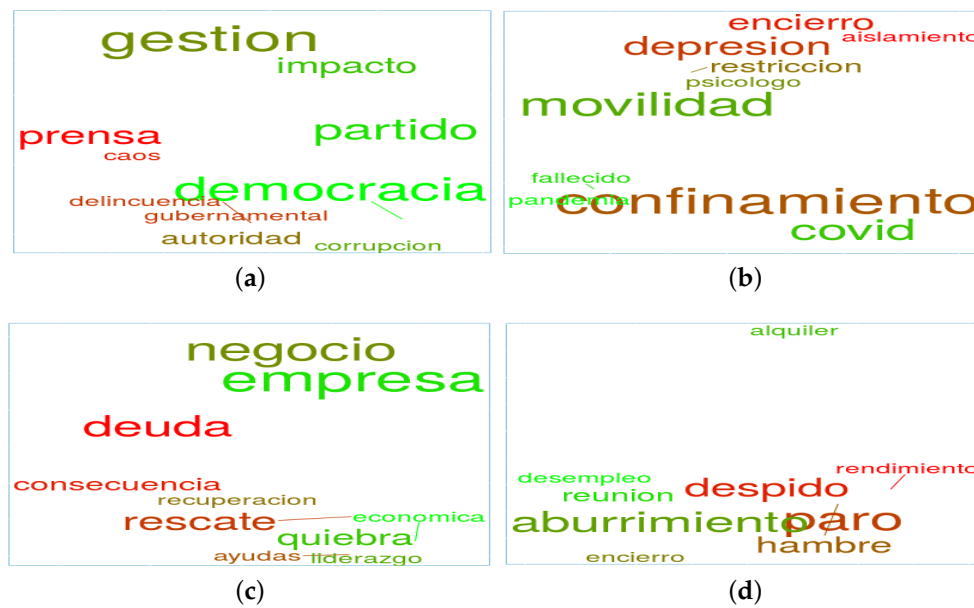 gestion
impacto
prensa
partido
caos
democracia
delincuencia
gubernamental
autoridad
corrupcion
(a)
encierro
aislamiento
depresion
restriccion
psicologo
movilidad
fallecido
pandemia
confinamiento
covid
(b)
negocio
empresa
deuda
consecuencia
recuperacion
rescate
economica
quiebra
ayudas
liderazgo
(c)
alquiler
rendimiento
desempleo
despido
reunion
aburrimiento
paro
hambre
encierro
(d)